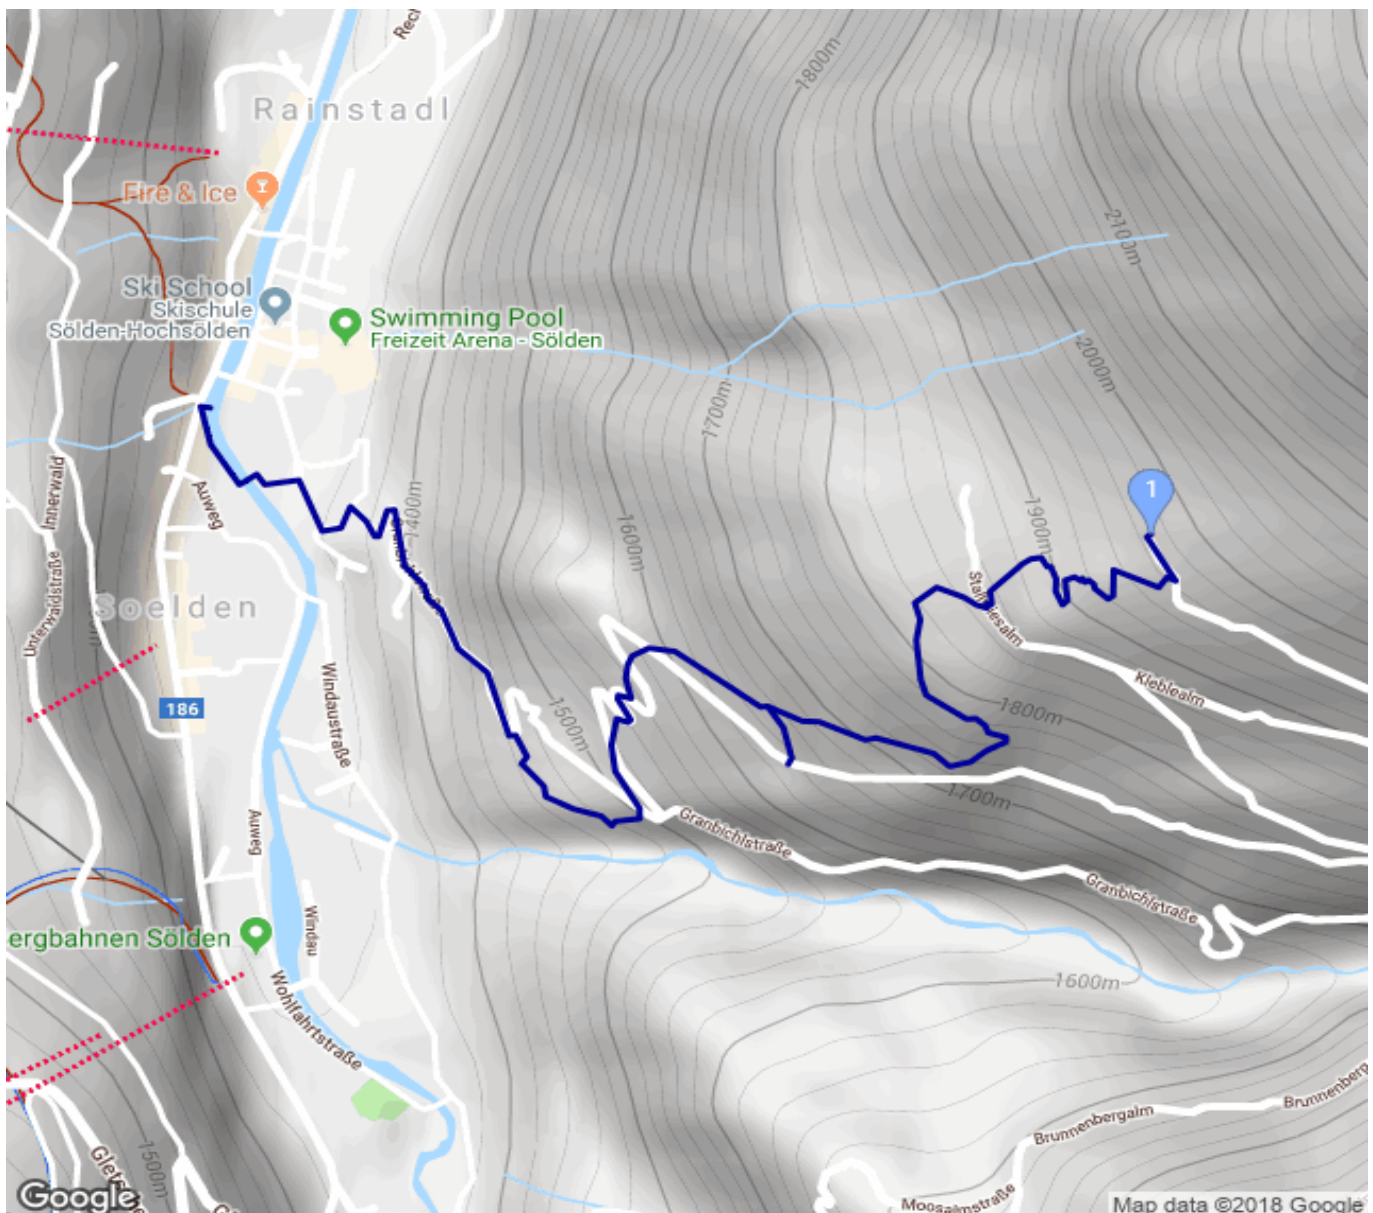 1800m
Rainstadl
Fire & Ice
2100m
Ski School
Skischule
Sölden-Hochsölden
Swimming Pool
Freizeit Arena - Sölden
2000m
1700m
Innerwald
Auweg
1400m
1600m
1900m
1
Unterwaldstraße
Soelden
Kleblealm
186
Windaustraße
1500m
1800m
1700m
Granbichlstraße
Auweg
Granbichlstraße
Windau
ergbahnen Sölden
1600m
Wohlfahrtstraße
Brunnenberg
Brunnenbergalm
1500m
Moosalmstraße
Google
Map data ©2018 Google